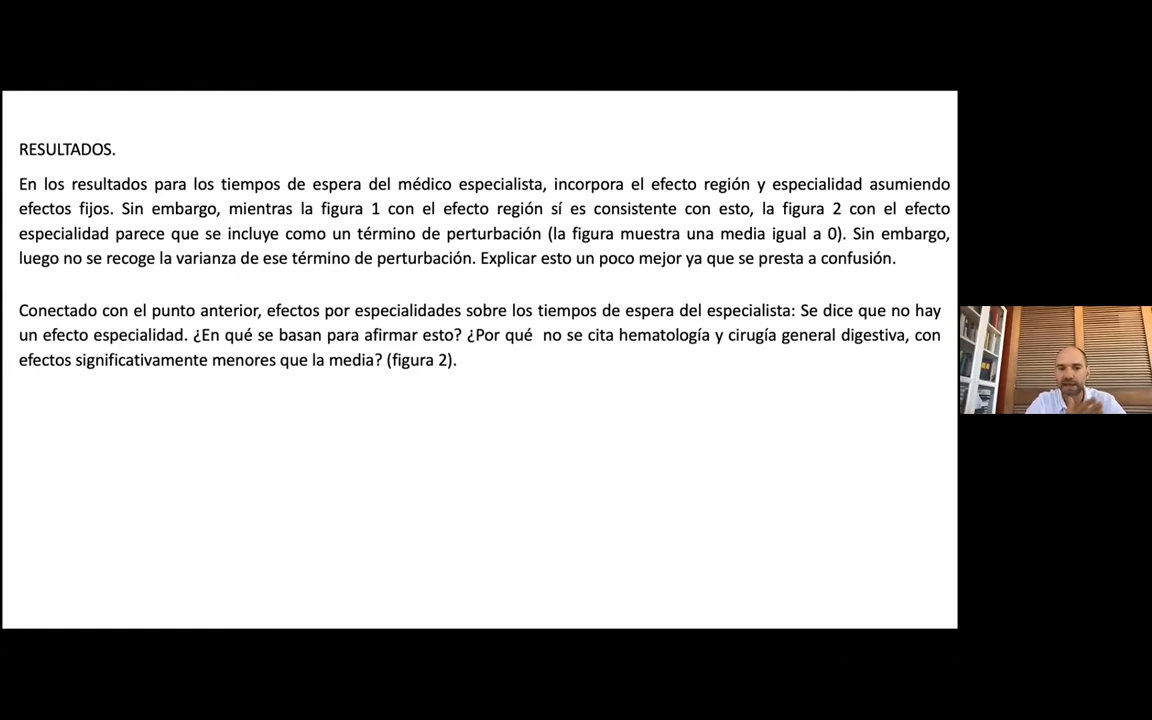 RESULTADOS.
En los resultados para los tiempos de espera del médico especialista, incorpora el efecto región y especialidad asumiendo
efectos fijos. Sin embargo, mientras la figura 1 con el efecto región sí es consistente con esto, la figura 2 con el efecto
especialidad parece que se incluye como un término de perturbación (la figura muestra una media igual a 0). Sin embargo,
luego no se recoge la varianza de ese término de perturbación. Explicar esto un poco mejor ya que se presta a confusión.
Conectado con el punto anterior, efectos por especialidades sobre los tiempos de espera del especialista: Se dice que no hay
un efecto especialidad. ¿En qué se basan para afirmar esto? ¿Por qué no se cita hematología y cirugía general digestiva, con
efectos significativamente menores que la media? (figura 2).